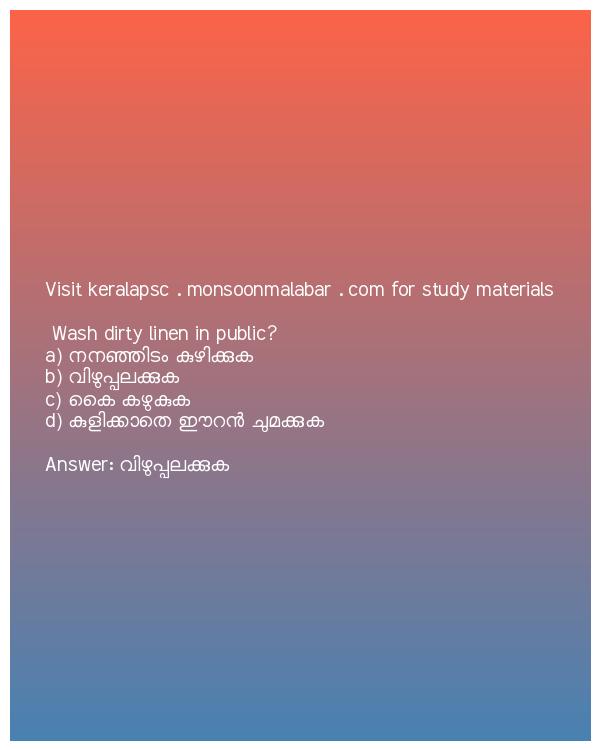 Visit keralapsc . monsoonmalabar . com for study materials
Wash dirty linen in public?
a) നനഞ്ഞിടം കുഴിക്കുക
b) വിഴുപ്പലക്കുക
c) കൈ കഴുകുക
d) കുളിക്കാതെ ഈറൻ ചുമക്കുക
Answer: വിഴുപ്പലക്കുക